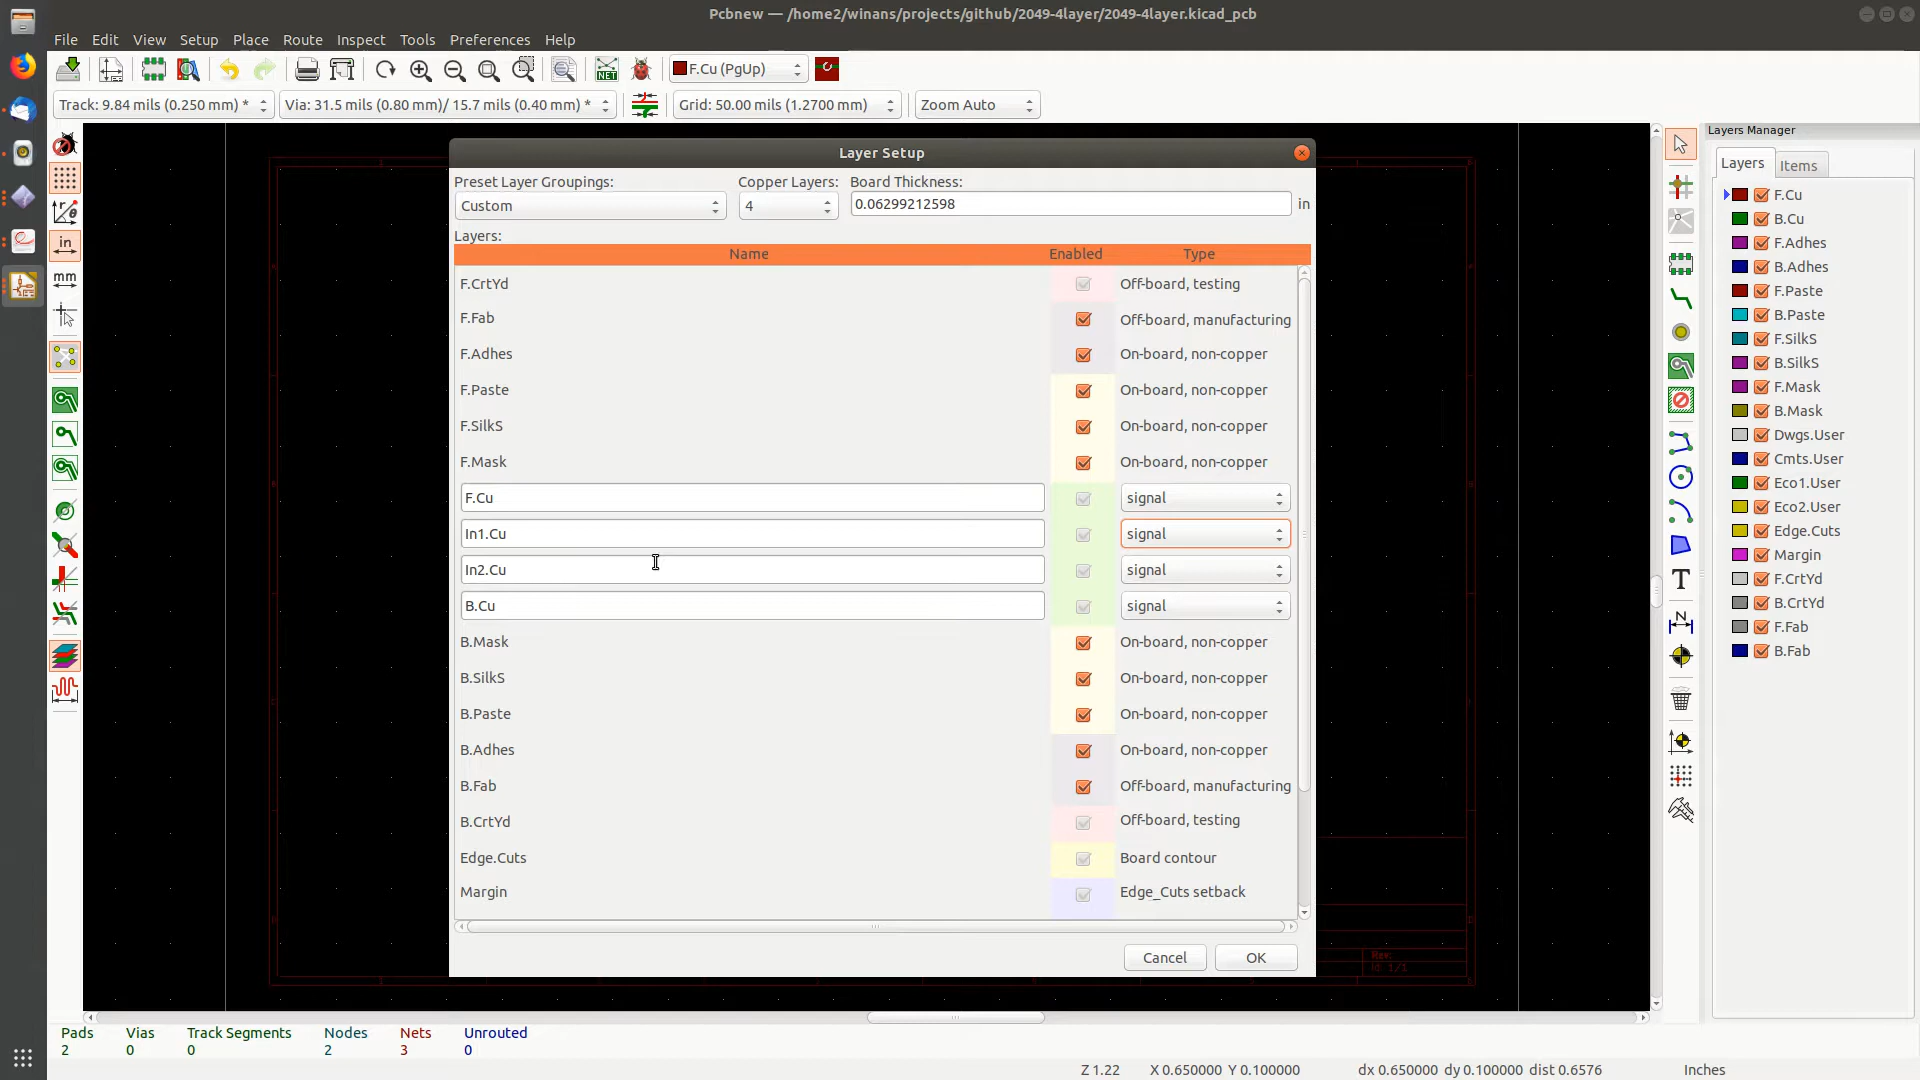 Pcbnew — /home2/winans/projects/github/2049-4layer/2049-4layer.kicad_pcb
File Edit View Setup Place Route Inspect Tools Preferences Help
NET
F.Cu (PgUp)
Track: 9.84 mils (0.250 mm) *
Via: 31.5 mils (0.80 mm)/ 15.7 mils (0.40 mm) *
Grid: 50.00 mils (1.2700 mm)
Zoom Auto
in
mm
Layer Setup
Preset Layer Groupings:
Copper Layers:
Board Thickness:
Custom
4
0.06299212598
in
Layers:
Name Enabled Type
F.CrtYd Off-board, testing
F.Fab Off-board, manufacturing
F.Adhes On-board, non-copper
F.Paste On-board, non-copper
F.SilkS On-board, non-copper
F.Mask On-board, non-copper
F.Cu signal
In1.Cu signal
In2.Cu signal
B.Cu signal
B.Mask On-board, non-copper
B.SilkS On-board, non-copper
B.Paste On-board, non-copper
B.Adhes On-board, non-copper
B.Fab Off-board, manufacturing
B.CrtYd Off-board, testing
Edge.Cuts Board contour
Margin Edge_Cuts setback
Cancel OK
Rev:
Id: 1/1
Layers Manager
Layers Items
F.Cu
B.Cu
F.Adhes
B.Adhes
F.Paste
B.Paste
F.SilkS
B.SilkS
F.Mask
B.Mask
Dwgs.User
Cmts.User
Eco1.User
Eco2.User
Edge.Cuts
Margin
F.CrtYd
B.CrtYd
F.Fab
B.Fab
T
N
Pads Vias Track Segments Nodes Nets Unrouted
2 0 0 2 3 0
Z 1.22 X 0.650000 Y 0.100000 dx 0.650000 dy 0.100000 dist 0.6576 Inches